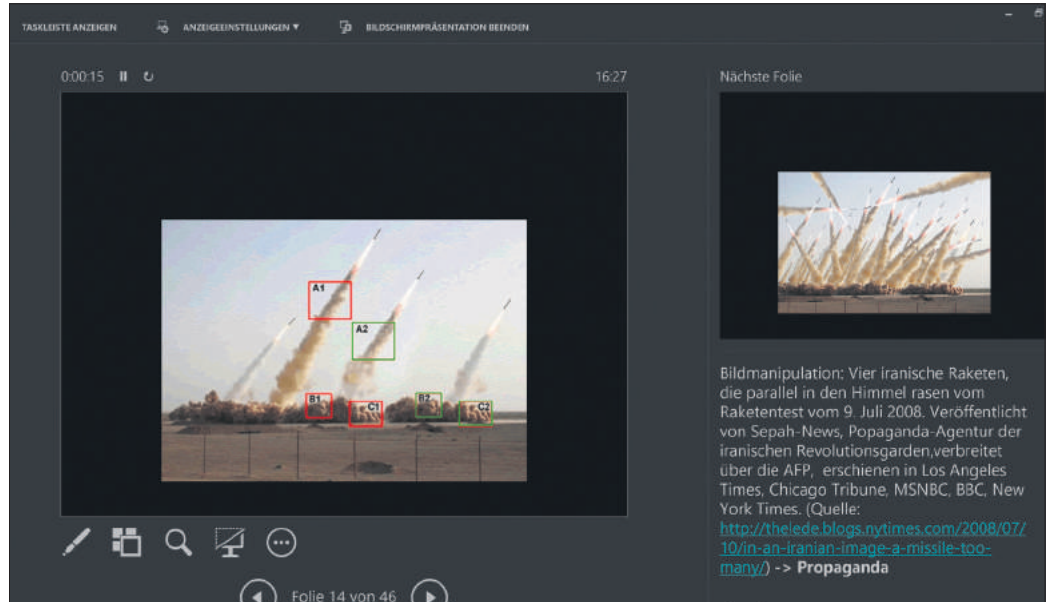 TASKLEISTE ANZEIGEN
ANZEIGEEINSTELLUNGEN ▼
BILDSCHIRMPRÄSENTATION BEENDEN
0:00:15
16:27
A1
A2
B1
C1
B2
C2
Folie 14 von 46
Nächste Folie
Bildmanipulation: Vier iranische Raketen,
die parallel in den Himmel rasen vom
Raketentest vom 9. Juli 2008. Veröffentlicht
von Sepah-News, Popaganda-Agentur der
iranischen Revolutionsgarden,verbreitet
über die AFP, erschienen in Los Angeles
Times, Chicago Tribune, MSNBC, BBC, New
York Times. (Quelle:
http://thelede.blogs.nytimes.com/2008/07/
10/in-an-iranian-image-a-missile-too-
many/) -> Propaganda